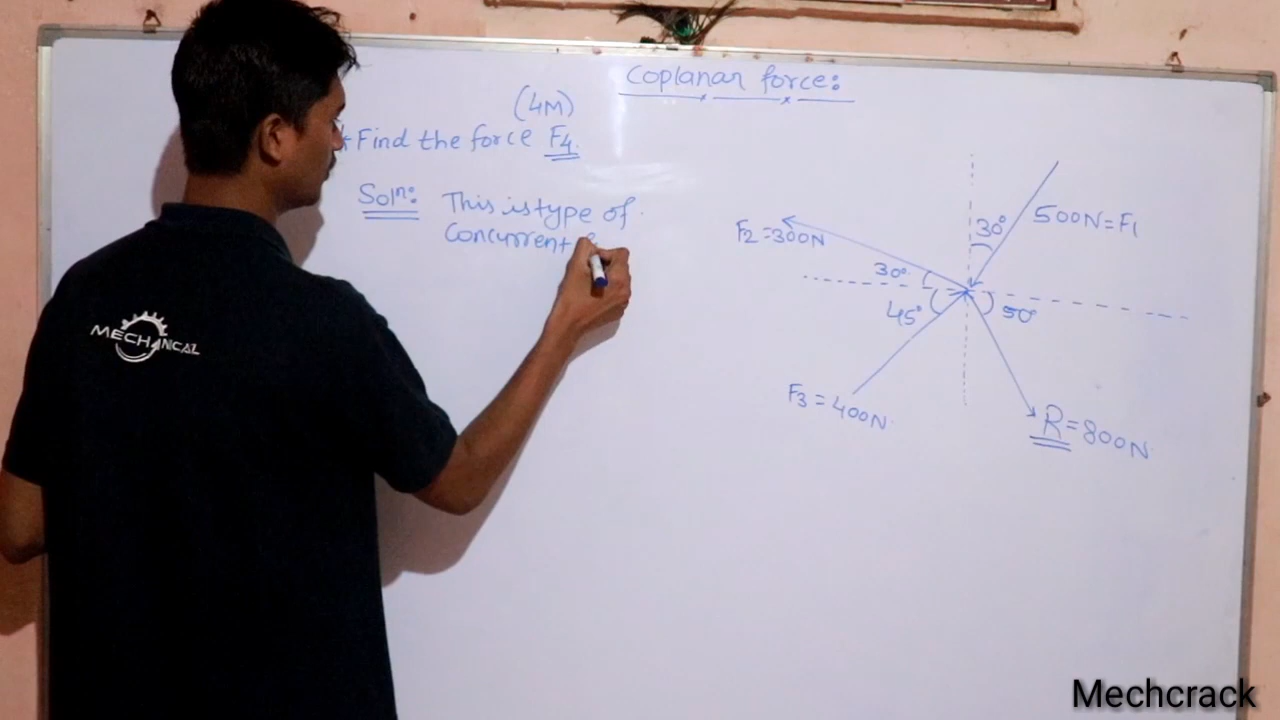 Coplanar force:
(4M)
* Find the force F4.
Solⁿ: This is type of
Concurrent
500N=F1
30°
F2=300N
30°
45°
50°
F3=400N
R=800N
MECHANICAL
Mechcrack